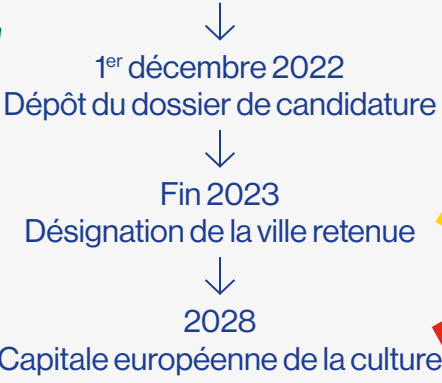 1er décembre 2022
Dépôt du dossier de candidature
Fin 2023
Désignation de la ville retenue
2028
Capitale européenne de la culture